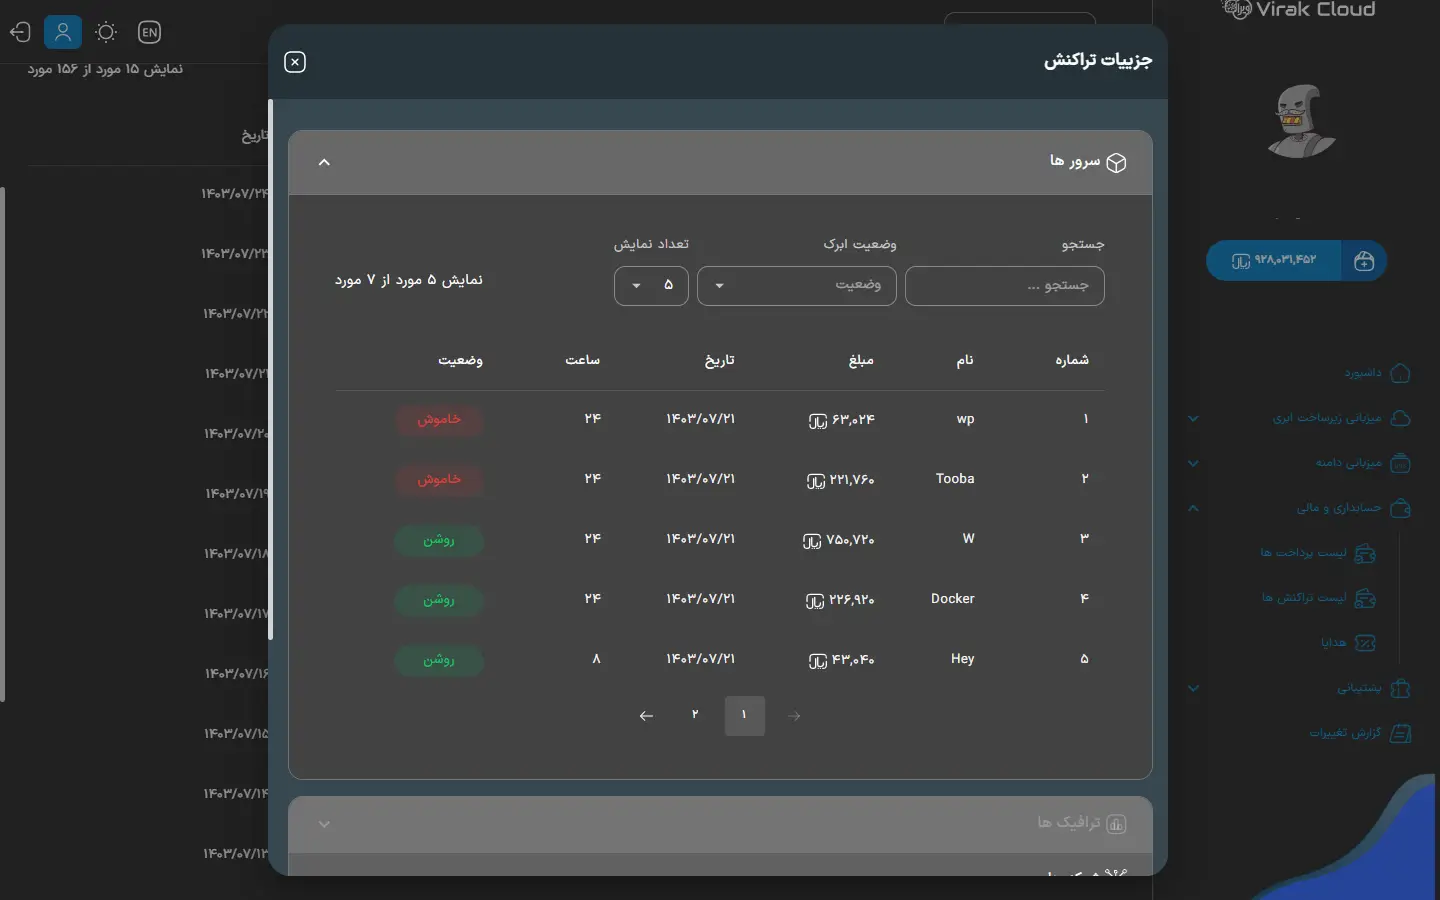 Virak Cloud
EN
نمایش ۱۵ مورد از ۱۵۶ مورد
تاریخ
۱۴۰۳/۰۷/۲۴
۱۴۰۳/۰۷/۲۳
۱۴۰۳/۰۷/۲۲
۱۴۰۳/۰۷/۲۱
۱۴۰۳/۰۷/۲۰
۱۴۰۳/۰۷/۱۹
۱۴۰۳/۰۷/۱۸
۱۴۰۳/۰۷/۱۷
۱۴۰۳/۰۷/۱۶
۱۴۰۳/۰۷/۱۵
۱۴۰۳/۰۷/۱۴
۱۴۰۳/۰۷/۱۳
۹۲۸,۰۳۱,۴۵۲ ریال
داشبورد
میزبانی زیرساخت ابری
میزبانی دامنه
حسابداری و مالی
لیست پرداخت ها
لیست تراکنش ها
هدایا
پشتیبانی
گزارش تغییرات
جزییات تراکنش
سرور ها
جستجو وضعیت ابرک تعداد نمایش
جستجو ... وضعیت ۵ نمایش ۵ مورد از ۷ مورد
شماره نام مبلغ تاریخ ساعت وضعیت
۱ wp ۶۳,۰۲۴ ریال ۱۴۰۳/۰۷/۲۱ ۲۴ خاموش
۲ Tooba ۲۲۱,۷۶۰ ریال ۱۴۰۳/۰۷/۲۱ ۲۴ خاموش
۳ W ۷۵۰,۷۲۰ ریال ۱۴۰۳/۰۷/۲۱ ۲۴ روشن
۴ Docker ۲۲۶,۹۲۰ ریال ۱۴۰۳/۰۷/۲۱ ۲۴ روشن
۵ Hey ۴۳,۰۴۰ ریال ۱۴۰۳/۰۷/۲۱ ۸ روشن
۱ ۲
ترافیک ها